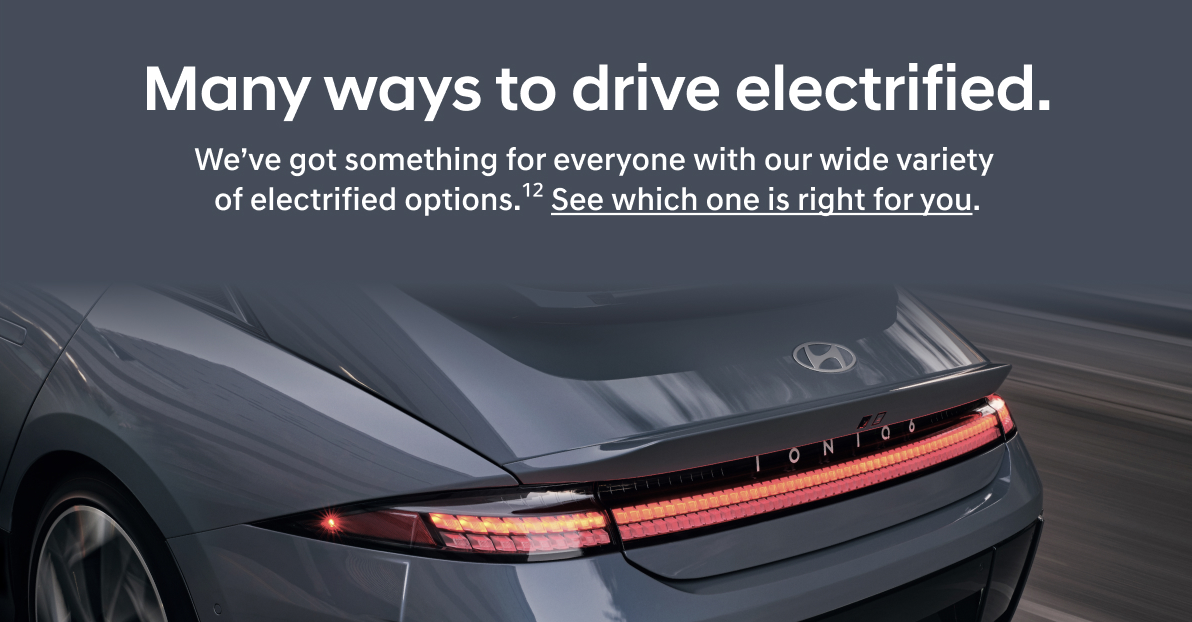 Many ways to drive electrified.
We’ve got something for everyone with our wide variety
of electrified options.¹² See which one is right for you.
IONIQ 6